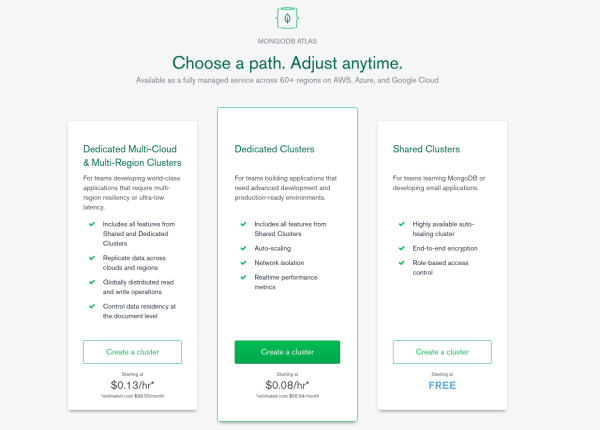 MONGODB ATLAS
Choose a path. Adjust anytime.
Available as a fully managed service across 60+ regions on AWS, Azure, and Google Cloud
Dedicated Multi-Cloud
& Multi-Region Clusters
For teams developing world-class
applications that require multi-
region resiliency or ultra-low
latency.
Includes all features from
Shared and Dedicated
Clusters
Replicate data across
clouds and regions
Globally distributed read
and write operations
Control data residency at
the document level
Create a cluster
Starting at
$0.13/hr*
*estimated cost $98.55/month
Dedicated Clusters
For teams building applications that
need advanced development and
production-ready environments.
Includes all features from
Shared Clusters
Auto-scaling
Network isolation
Realtime performance
metrics
Create a cluster
Starting at
$0.08/hr*
*estimated cost $56.94/month
Shared Clusters
For teams learning MongoDB or
developing small applications.
Highly available auto-
healing cluster
End-to-end encryption
Role-based access
control
Create a cluster
Starting at
FREE